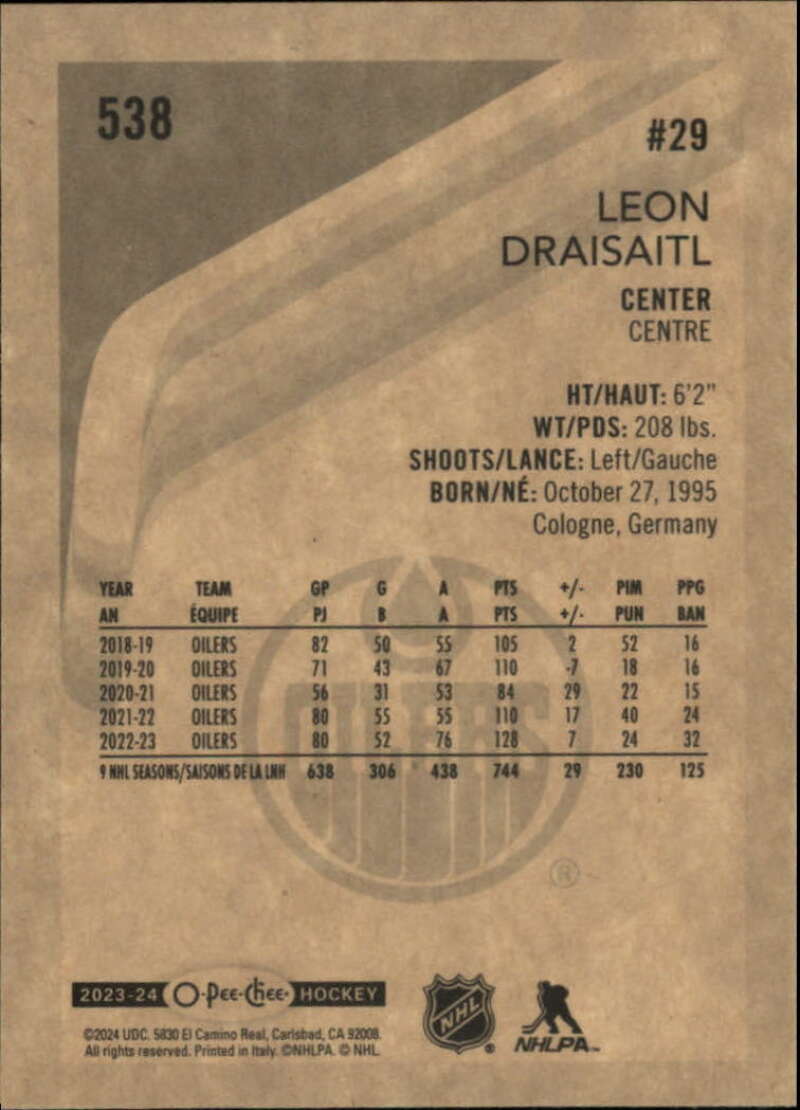 538
#29
LEON
DRAISAITL
CENTER
CENTRE
HT/HAUT: 6'2"
WT/PDS: 208 lbs.
SHOOTS/LANCE: Left/Gauche
BORN/NÉ: October 27, 1995
Cologne, Germany
YEAR TEAM GP G A PTS +/- PIM PPG
AN ÉQUIPE PJ B A PTS +/- PUN BAN
2018-19 OILERS 82 50 55 105 2 52 16
2019-20 OILERS 71 43 67 110 -7 18 16
2020-21 OILERS 56 31 53 84 29 22 15
2021-22 OILERS 80 55 55 110 17 40 24
2022-23 OILERS 80 52 76 128 7 24 32
9 NHL SEASONS/SAISONS DE LA LNH 638 306 438 744 29 230 125
OILERS
®
2023-24 O-Pee-Chee HOCKEY
©2024 UDC. 5830 El Camino Real, Carlsbad, CA 92008.
All rights reserved. Printed in Italy. ©NHLPA. © NHL.
NHL ®
NHLPA™